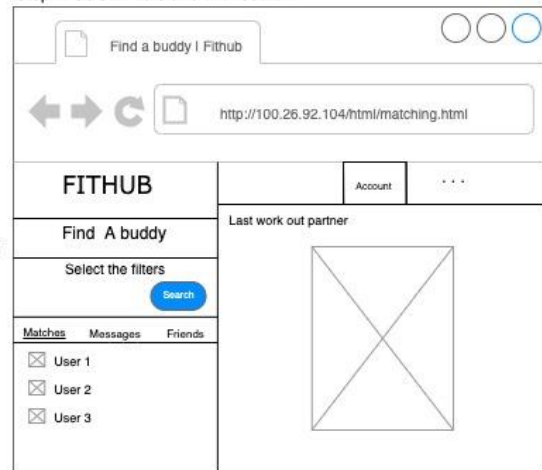 Find a buddy | Fithub
http://100.26.92.104/html/matching.html
FITHUB
Account
...
Find A buddy
Last work out partner
Select the filters
Search
Matches Messages Friends
User 1
User 2
User 3